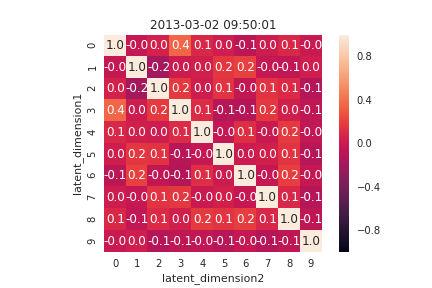 2013-03-02 09:50:01
latent_dimension1
0 1.0 -0.0 0.0 0.4 0.1 0.0 -0.1 0.0 0.1 -0.0
1 -0.0 1.0 -0.2 0.0 0.0 0.2 0.2 -0.0 -0.1 0.0
2 0.0 -0.2 1.0 0.2 0.0 0.1 -0.0 0.1 0.1 -0.1
3 0.4 0.0 0.2 1.0 0.1 -0.1 -0.1 0.2 0.0 -0.1
4 0.1 0.0 0.0 0.1 1.0 -0.0 0.1 -0.0 0.2 -0.0
5 0.0 0.2 0.1 -0.1 -0.0 1.0 0.0 0.0 0.1 -0.1
6 -0.1 0.2 -0.0 -0.1 0.1 0.0 1.0 -0.0 0.2 -0.0
7 -0.0 -0.0 0.1 0.2 -0.0 0.0 -0.0 1.0 0.1 -0.1
8 0.1 -0.1 0.1 0.0 0.2 0.1 0.2 0.1 1.0 -0.1
9 -0.0 0.0 -0.1 -0.1 -0.0 -0.1 -0.0 -0.1 -0.1 1.0
0 1 2 3 4 5 6 7 8 9
latent_dimension2
0.8
0.4
0.0
−0.4
−0.8